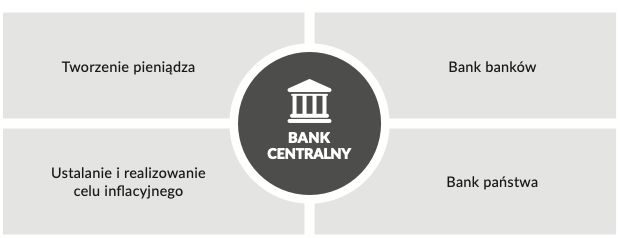 Tworzenie pieniądza
Bank banków
BANK
CENTRALNY
Ustalanie i realizowanie
celu inflacyjnego
Bank państwa